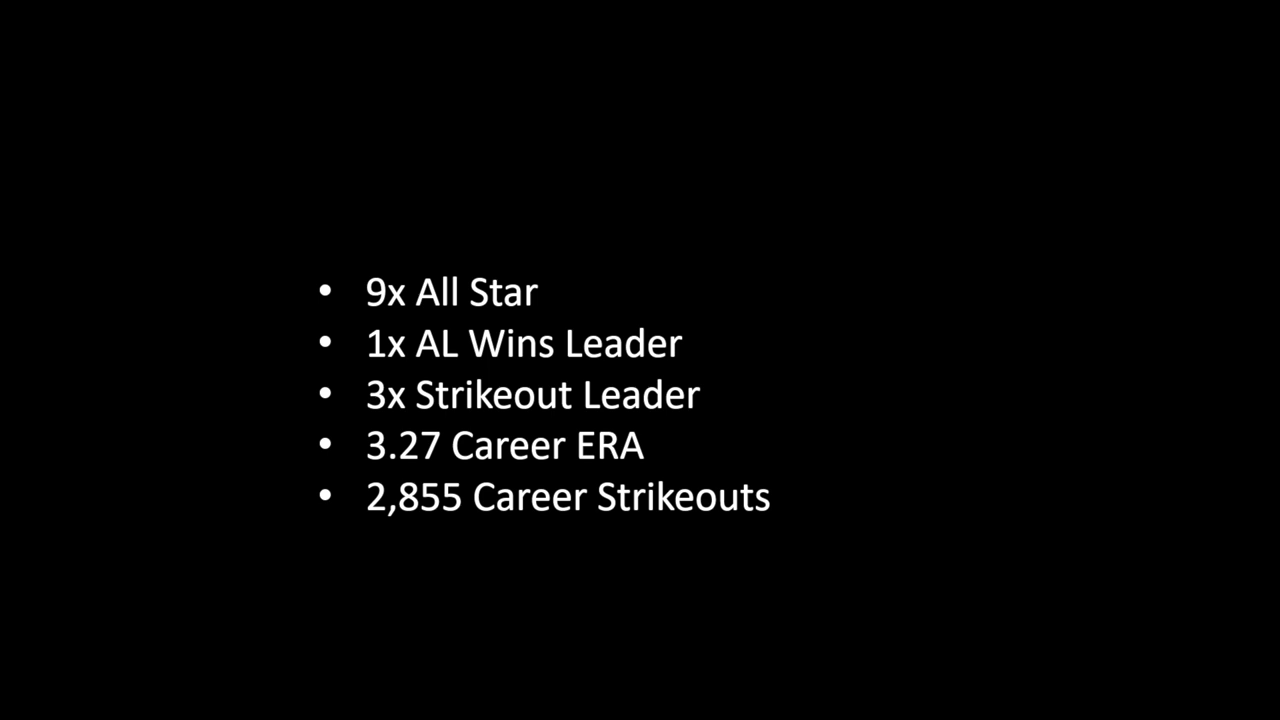 • 9x All Star
• 1x AL Wins Leader
• 3x Strikeout Leader
• 3.27 Career ERA
• 2,855 Career Strikeouts